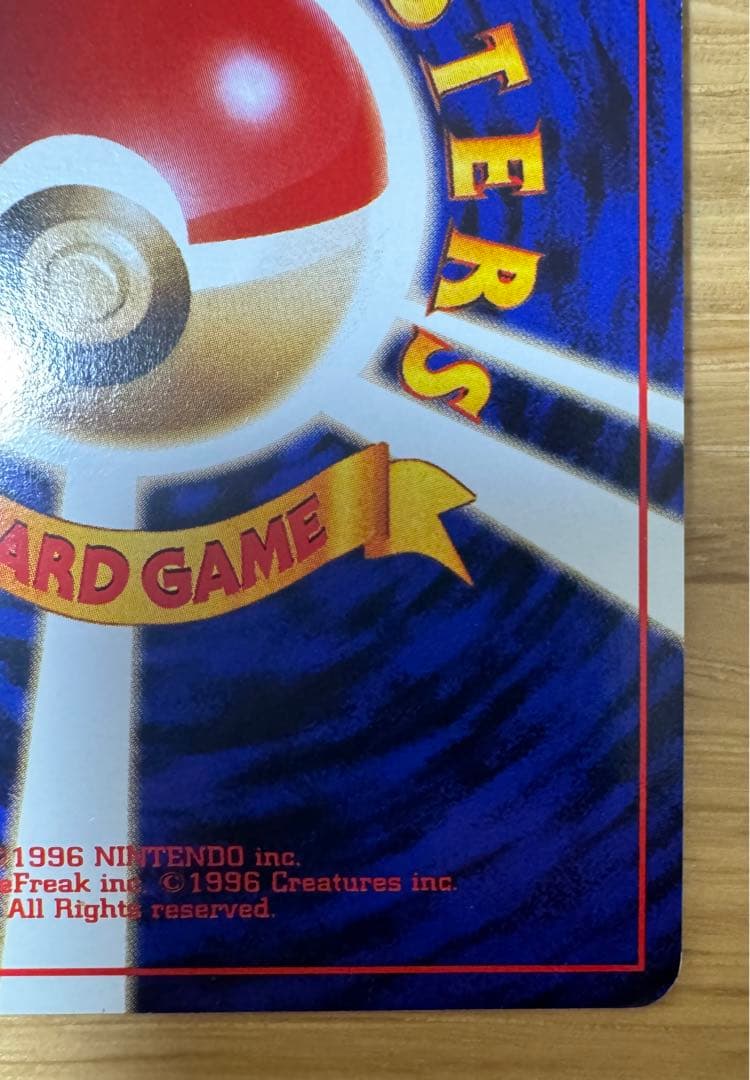 TERS
ARD GAME
©1996 NINTENDO inc.
eFreak inc. ©1996 Creatures inc.
All Rights reserved.